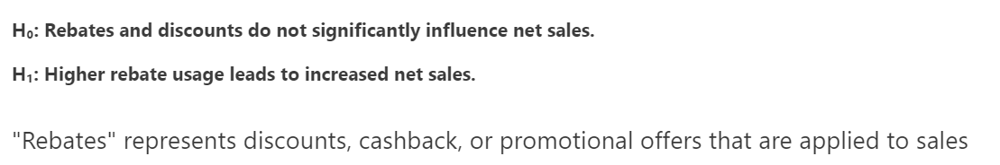 H₀: Rebates and discounts do not significantly influence net sales.
H₁: Higher rebate usage leads to increased net sales.
"Rebates" represents discounts, cashback, or promotional offers that are applied to sales